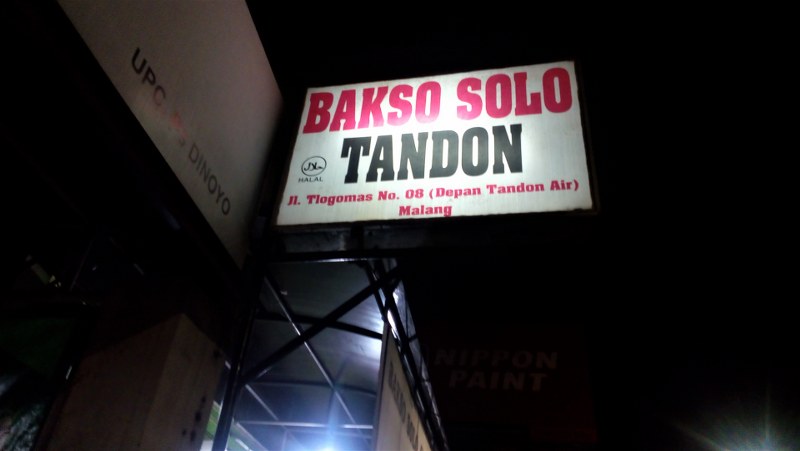 BAKSO SOLO
TANDON
HALAL
Jl. Tlogomas No. 08 (Depan Tandon Air)
Malang
DINOYO
NIPPON
PAINT